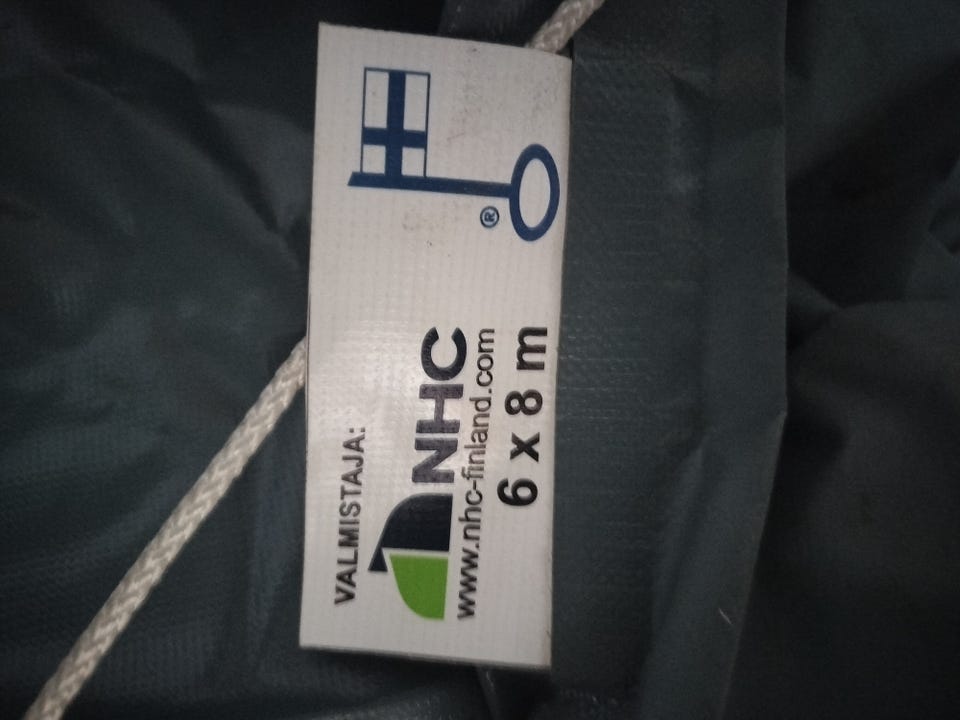 ®
VALMISTAJA:
NHC
www.nhc-finland.com
6 x 8 m